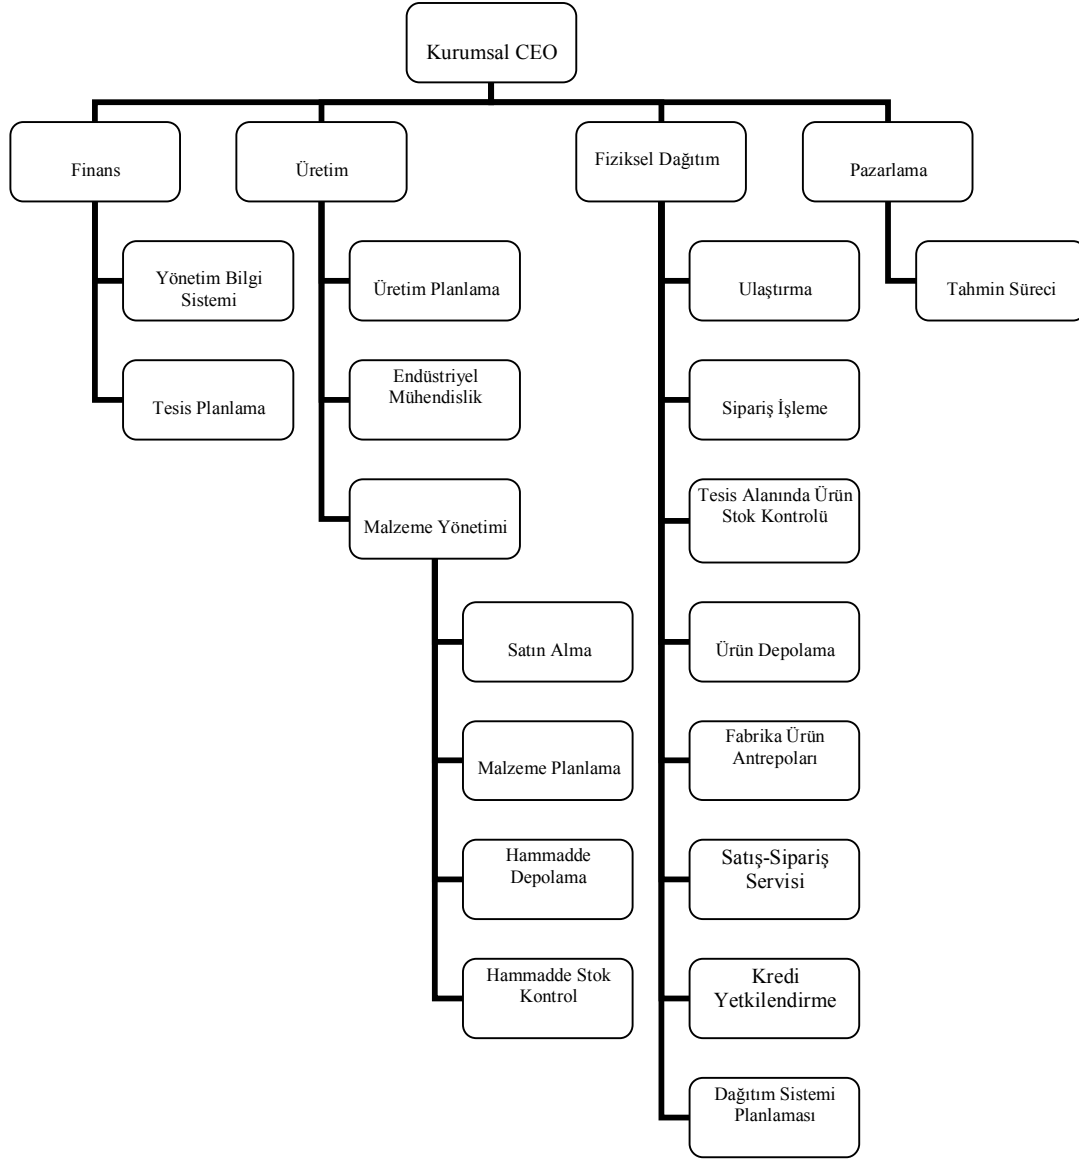 Kurumsal CEO
Finans
Üretim
Fiziksel Dağıtım
Pazarlama
Yönetim Bilgi
Sistemi
Üretim Planlama
Ulaştırma
Tahmin Süreci
Tesis Planlama
Endüstriyel
Mühendislik
Sipariş İşleme
Malzeme Yönetimi
Tesis Alanında Ürün
Stok Kontrolü
Satın Alma
Ürün Depolama
Malzeme Planlama
Fabrika Ürün
Antrepoları
Hammadde
Depolama
Satış-Sipariş
Servisi
Hammadde Stok
Kontrol
Kredi
Yetkilendirme
Dağıtım Sistemi
Planlaması